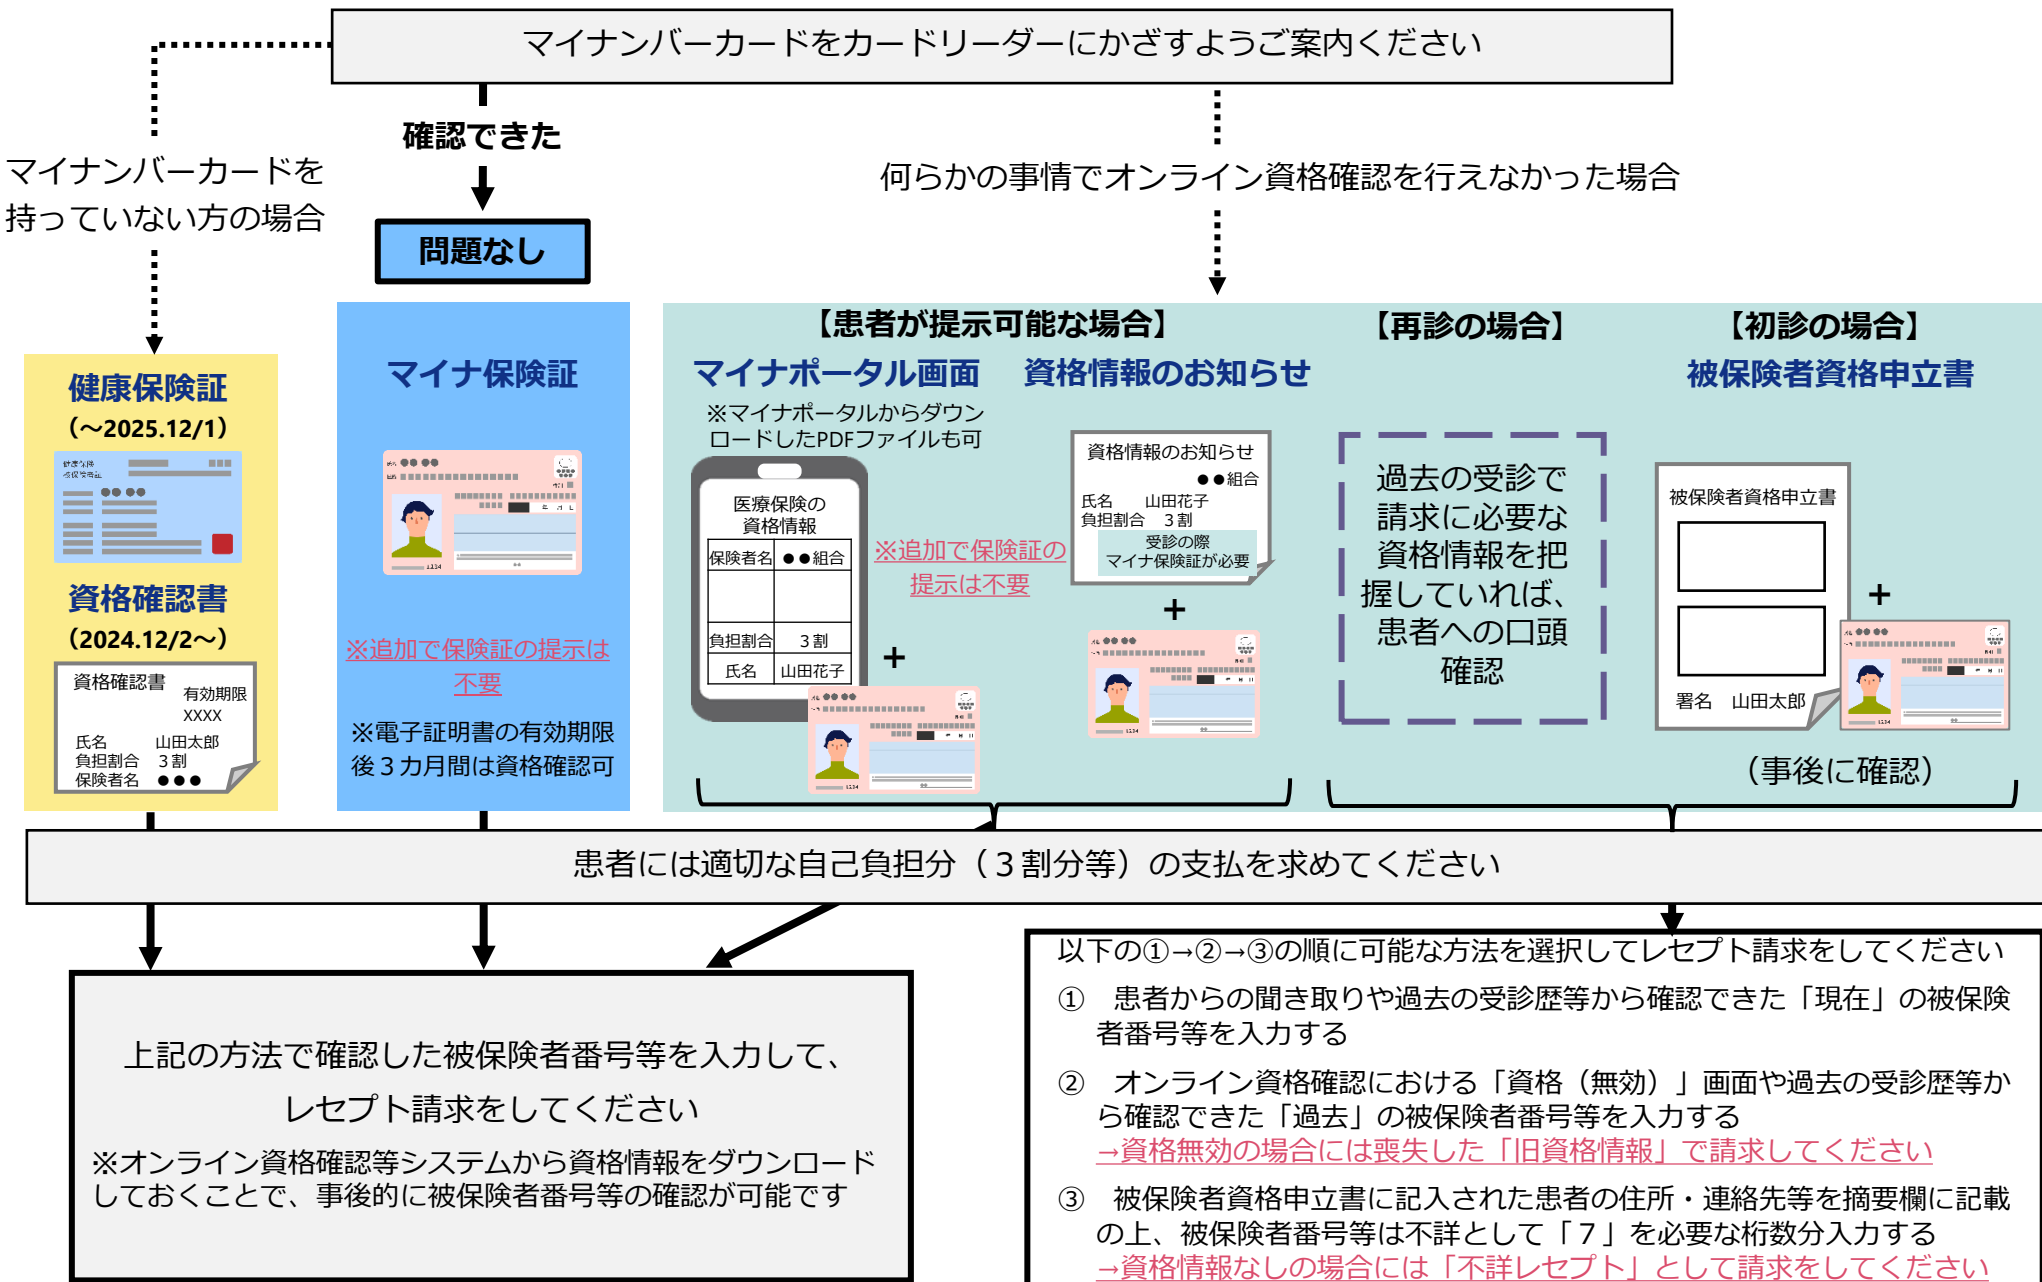 マイナンバーカードをカードリーダーにかざすようご案内ください
マイナンバーカードを
持っていない方の場合
確認できた
問題なし
何らかの事情でオンライン資格確認を行えなかった場合
健康保険証
(～2025.12/1)
健康保険
被保険者証
資格確認書
(2024.12/2～)
資格確認書
有効期限
XXXX
氏名 山田太郎
負担割合 3割
保険者名 ●●●
マイナ保険証
1234
※追加で保険証の提示は
不要
※電子証明書の有効期限
後3カ月間は資格確認可
【患者が提示可能な場合】
マイナポータル画面
※マイナポータルからダウン
ロードしたPDFファイルも可
医療保険の
資格情報
保険者名 ●●組合
負担割合 3割
氏名 山田花子
+
1234
※追加で保険証の
提示は不要
資格情報のお知らせ
資格情報のお知らせ
●●組合
氏名 山田花子
負担割合 3割
受診の際
マイナ保険証が必要
+
1234
【再診の場合】
過去の受診で
請求に必要な
資格情報を把
握していれば、
患者への口頭
確認
【初診の場合】
被保険者資格申立書
被保険者資格申立書
署名 山田太郎
+
1234
(事後に確認)
患者には適切な自己負担分(3割分等)の支払を求めてください
上記の方法で確認した被保険者番号等を入力して、
レセプト請求をしてください
※オンライン資格確認等システムから資格情報をダウンロード
しておくことで、事後的に被保険者番号等の確認が可能です
以下の①→②→③の順に可能な方法を選択してレセプト請求をしてください
① 患者からの聞き取りや過去の受診歴等から確認できた「現在」の被保険
者番号等を入力する
② オンライン資格確認における「資格(無効)」画面や過去の受診歴等か
ら確認できた「過去」の被保険者番号等を入力する
→資格無効の場合には喪失した「旧資格情報」で請求してください
③ 被保険者資格申立書に記入された患者の住所・連絡先等を摘要欄に記載
の上、被保険者番号等は不詳として「7」を必要な桁数分入力する
→資格情報なしの場合には「不詳レセプト」として請求をしてください